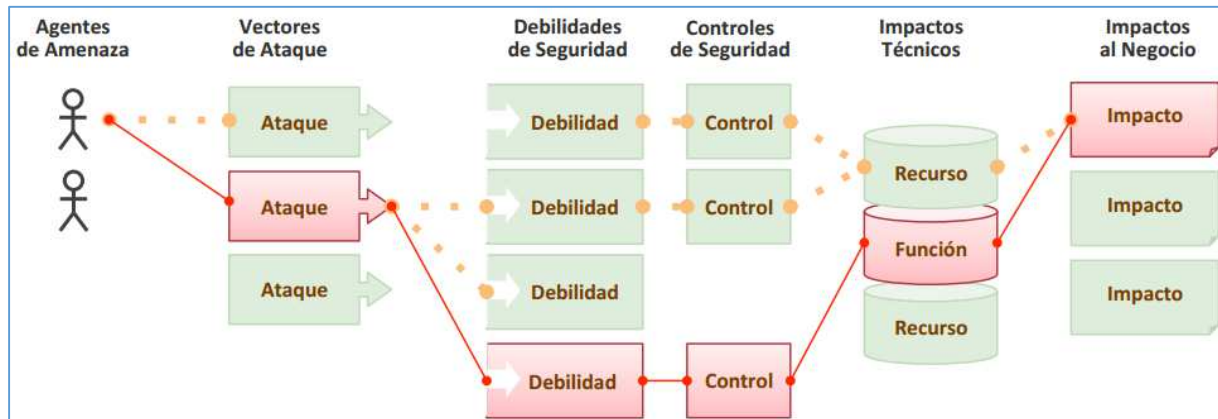 Agentes
de Amenaza
Vectores
de Ataque
Debilidades
de Seguridad
Controles
de Seguridad
Impactos
Técnicos
Impactos
al Negocio
Ataque
Debilidad
Control
Impacto
Recurso
Ataque
Debilidad
Control
Impacto
Función
Ataque
Debilidad
Impacto
Recurso
Debilidad
Control